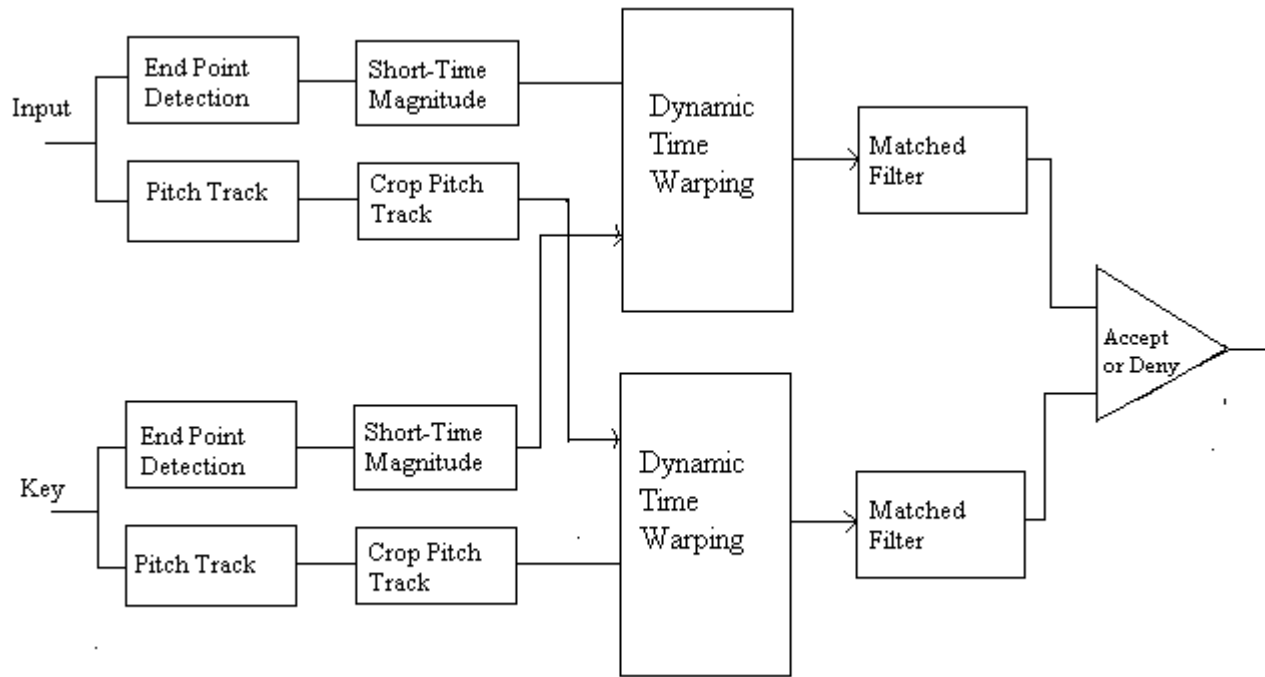 Input
End Point
Detection
Short-Time
Magnitude
Pitch Track
Crop Pitch
Track
Dynamic
Time
Warping
Matched
Filter
Accept
or Deny
Key
End Point
Detection
Short-Time
Magnitude
Pitch Track
Crop Pitch
Track
Dynamic
Time
Warping
Matched
Filter